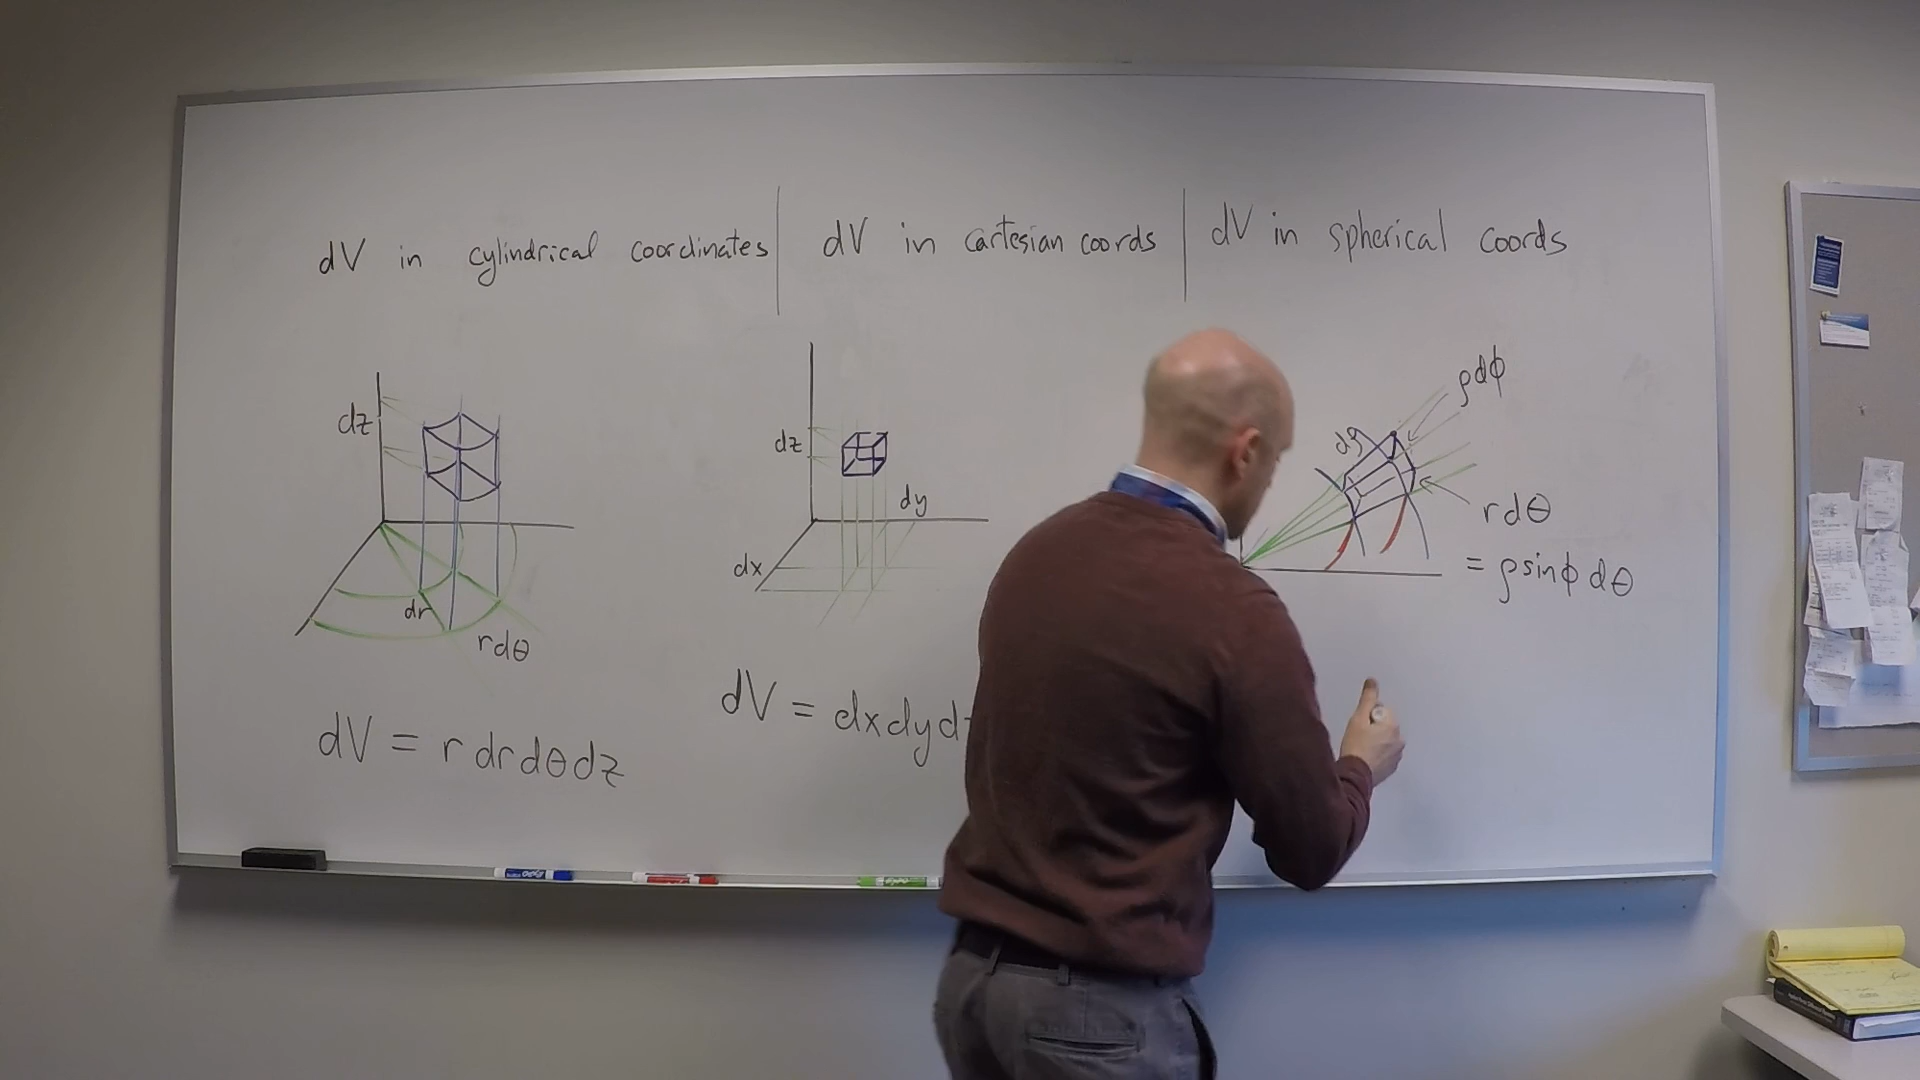 dV in cylindrical coordinates
dz
dr
rdθ
dV = r dr dθ dz
dV in cartesian coords
dz
dy
dx
dV = dxdyd
dV in spherical coords
ρdϕ
dρ
rdθ
= ρsinϕ dθ